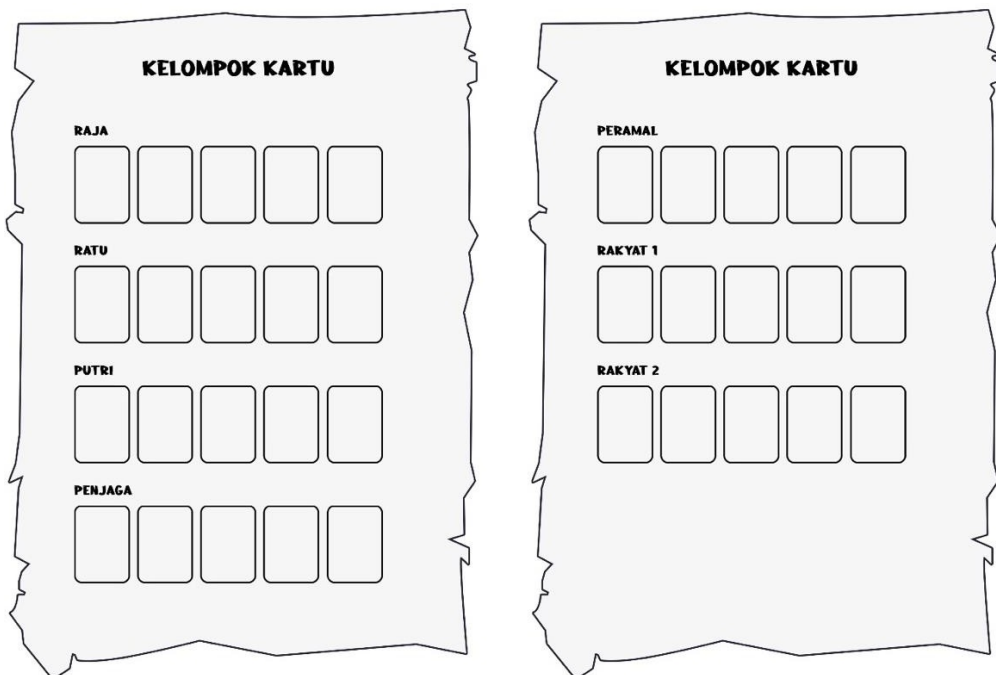 KELOMPOK KARTU
RAJA
RATU
PUTRI
PENJAGA
KELOMPOK KARTU
PERAMAL
RAKYAT 1
RAKYAT 2